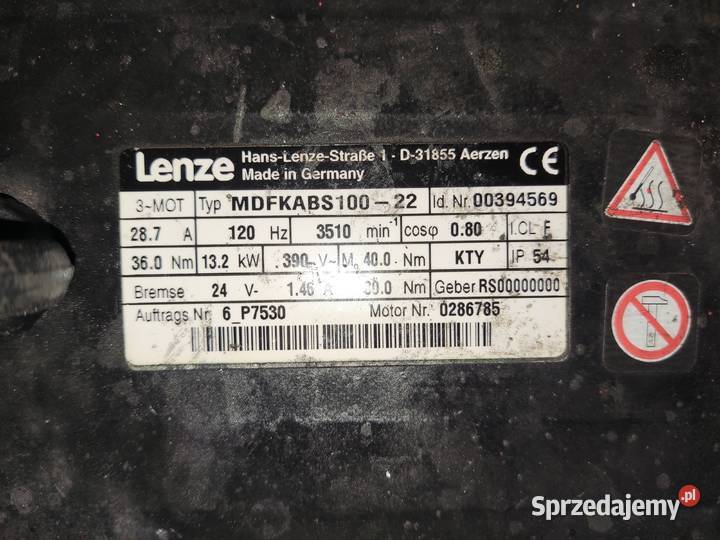 Lenze Hans-Lenze-Straße 1 - D-31855 Aerzen CE
Made in Germany
3~MOT Typ MDFKABS100-22 Id. Nr. 00394569
28.7 A 120 Hz 3510 min⁻¹ cosφ 0.80 I.CL F
36.0 Nm 13.2 kW 390 V~ M₀ 40.0 Nm KTY IP 54
Bremse 24 V- 1.46 A Nm Geber RS00000000
Auftrags Nr. 6_P7530 Motor Nr. 0286785
Sprzedajemy.pl